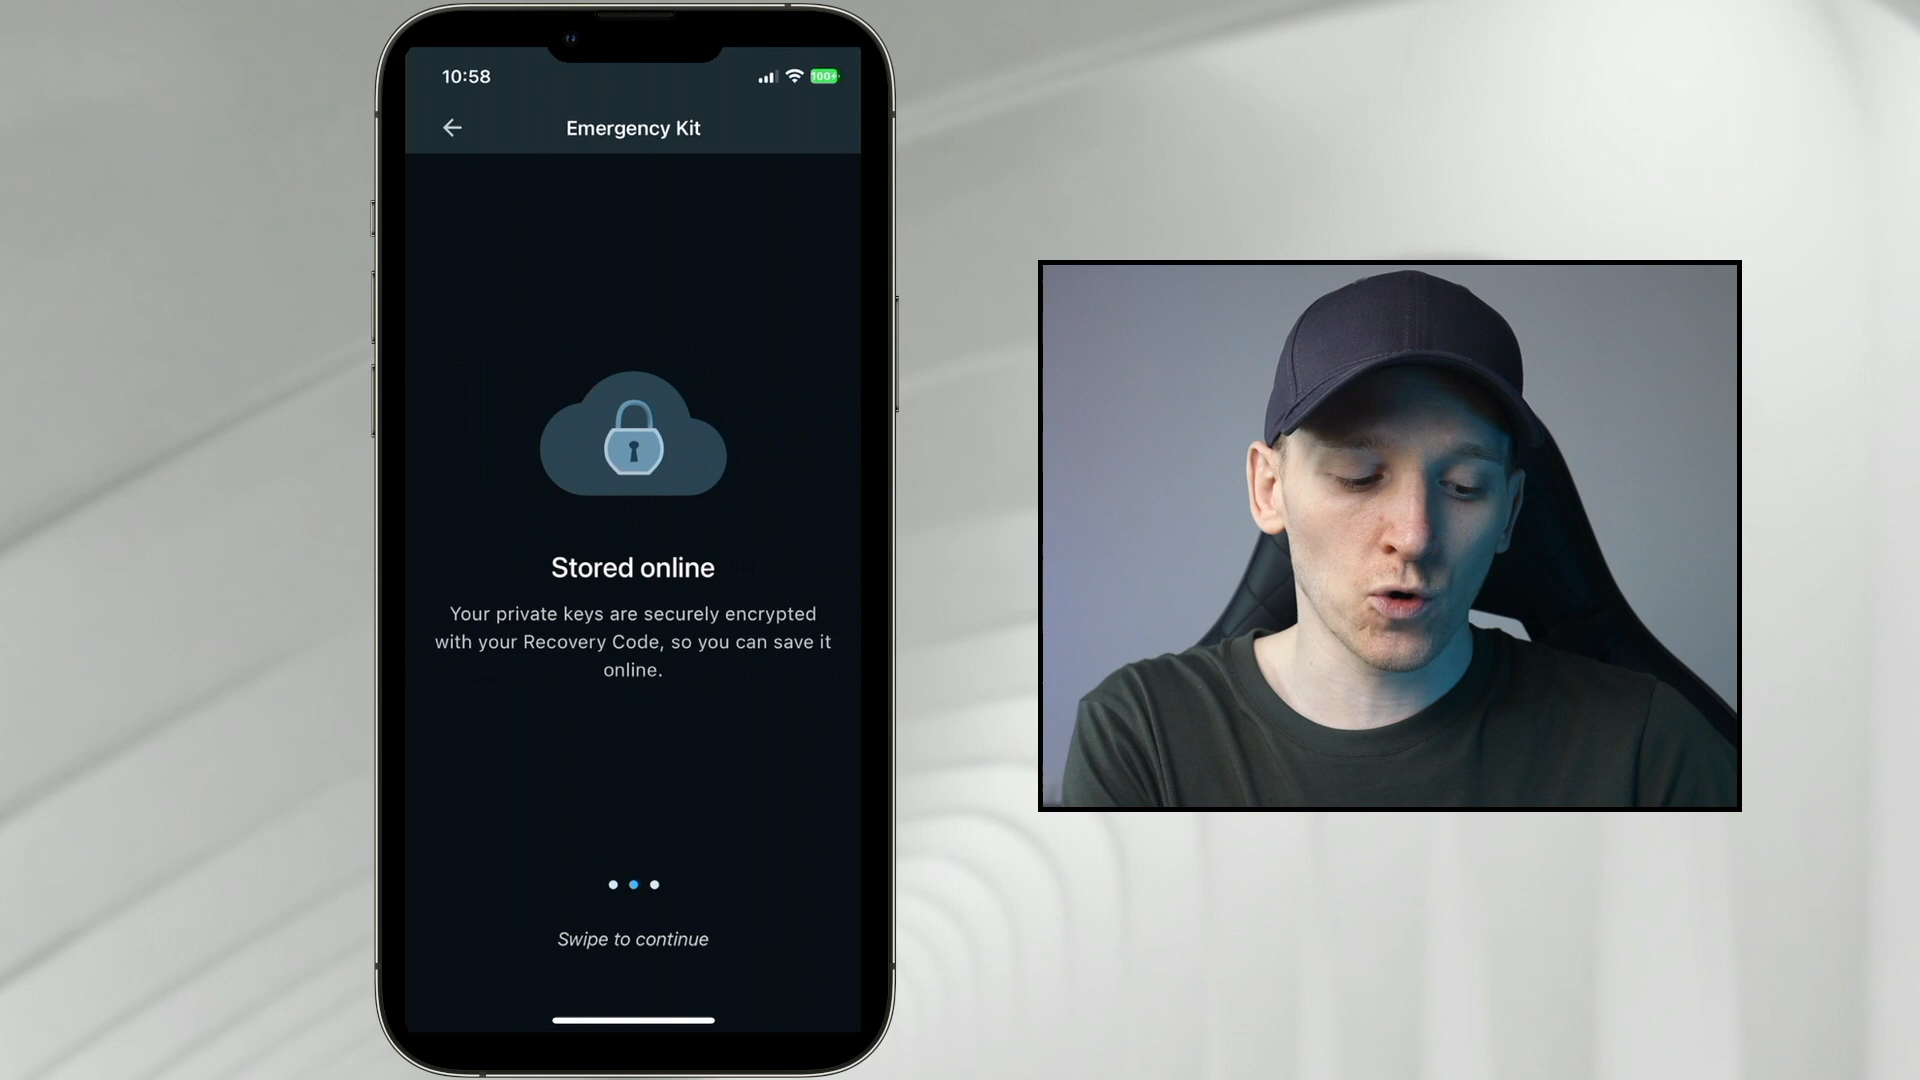 10:58
100
Emergency Kit
Stored online
Your private keys are securely encrypted
with your Recovery Code, so you can save it
online.
Swipe to continue